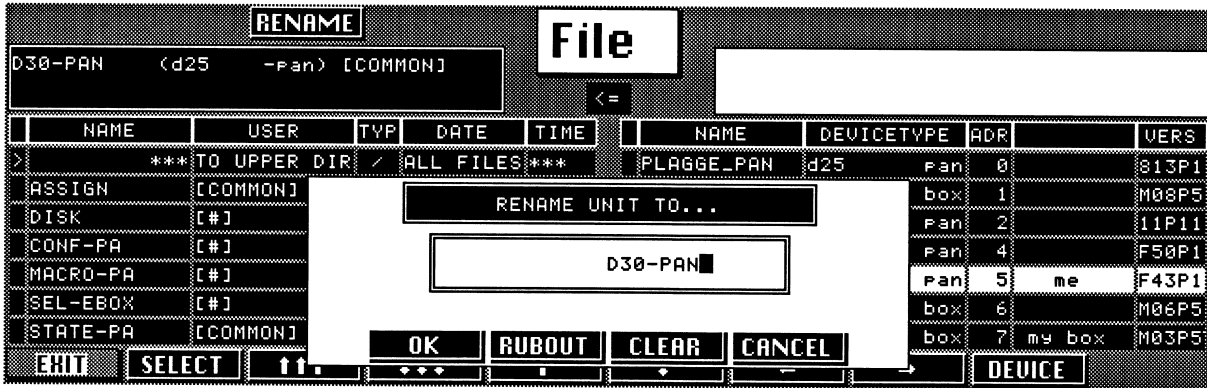 RENAME
File
D30-PAN (d25 -pan) [COMMON]
<=
NAME USER TYP DATE TIME NAME DEVICETYPE ADR VERS
> *** TO UPPER DIR / ALL FILES *** PLAGGE_PAN d25 pan 0 813P1
ASSIGN [COMMON] box 1 M08P5
RENAME UNIT TO...
DISK [#] pan 2 11P11
CONF-PA [#] pan 4 F50P1
D30-PAN
MACRO-PA [#] pan 5 me F43P1
SEL-EBOX [#] box 6 M06P5
STATE-PA [COMMON] box 7 my box M03P5
OK RUBOUT CLEAR CANCEL
EXIT SELECT DEVICE